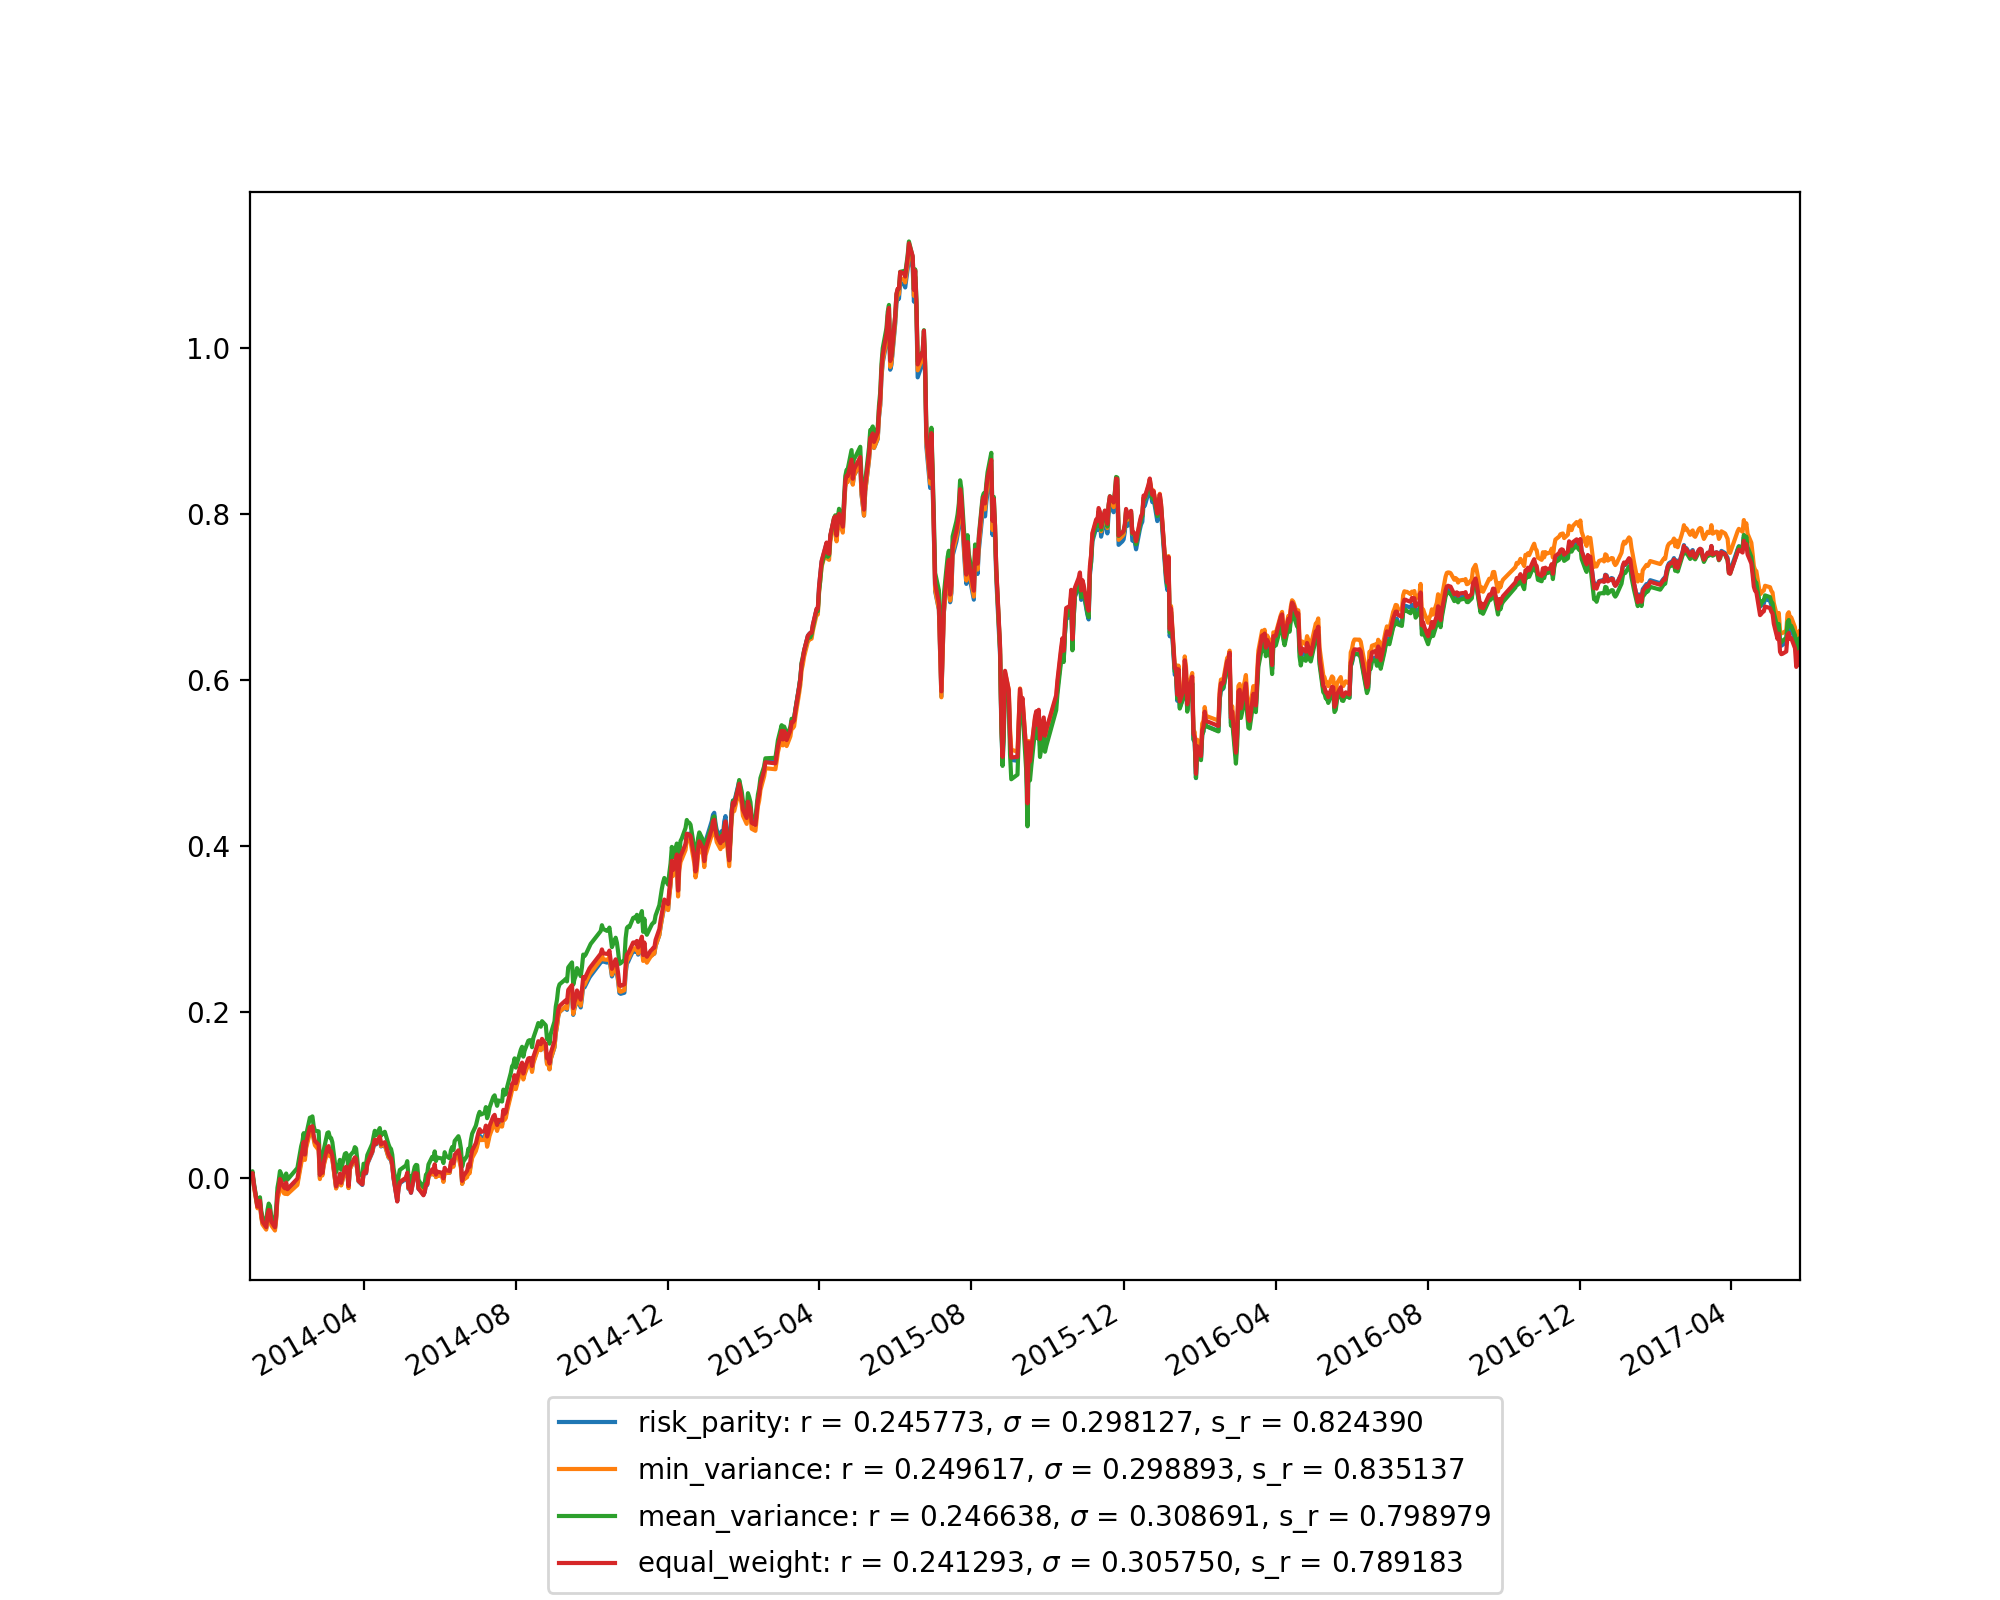 1.0
0.8
0.6
0.4
0.2
0.0
2014-04 2014-08 2014-12 2015-04 2015-08 2015-12 2016-04 2016-08 2016-12 2017-04
risk_parity: r = 0.245773, σ = 0.298127, s_r = 0.824390
min_variance: r = 0.249617, σ = 0.298893, s_r = 0.835137
mean_variance: r = 0.246638, σ = 0.308691, s_r = 0.798979
equal_weight: r = 0.241293, σ = 0.305750, s_r = 0.789183